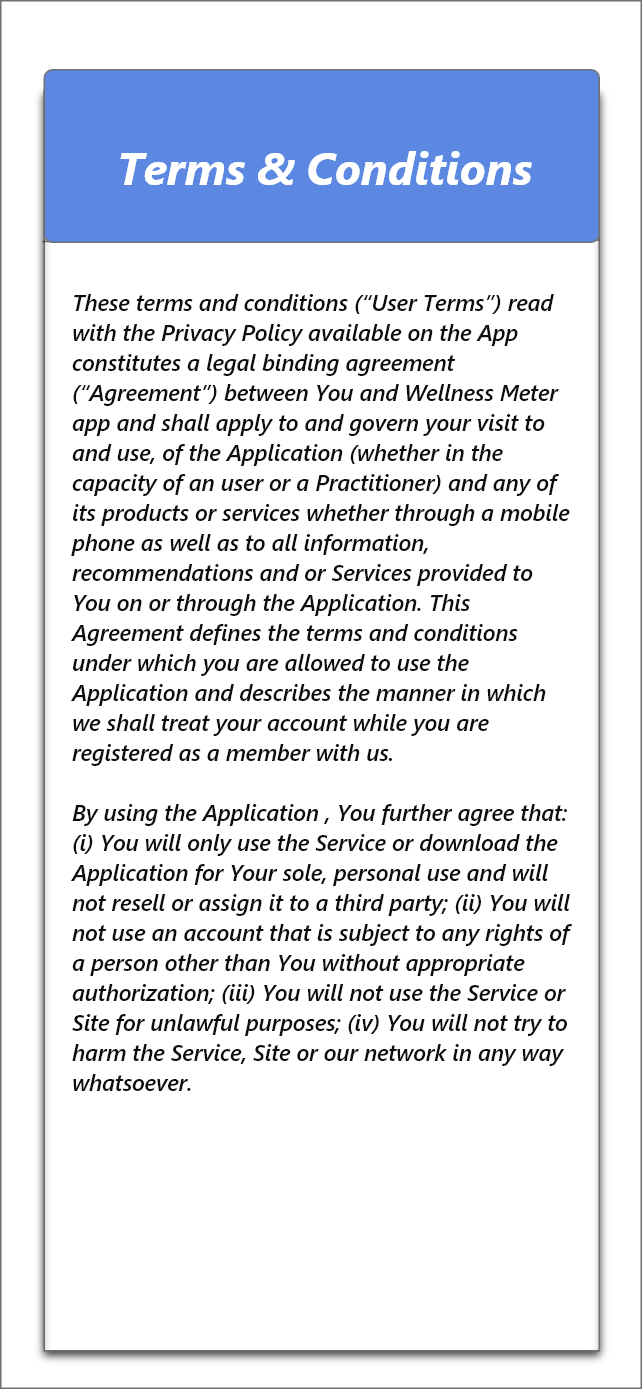 Terms & Conditions
These terms and conditions (“User Terms”) read
with the Privacy Policy available on the App
constitutes a legal binding agreement
(“Agreement”) between You and Wellness Meter
app and shall apply to and govern your visit to
and use, of the Application (whether in the
capacity of an user or a Practitioner) and any of
its products or services whether through a mobile
phone as well as to all information,
recommendations and or Services provided to
You on or through the Application. This
Agreement defines the terms and conditions
under which you are allowed to use the
Application and describes the manner in which
we shall treat your account while you are
registered as a member with us.
By using the Application , You further agree that:
(i) You will only use the Service or download the
Application for Your sole, personal use and will
not resell or assign it to a third party; (ii) You will
not use an account that is subject to any rights of
a person other than You without appropriate
authorization; (iii) You will not use the Service or
Site for unlawful purposes; (iv) You will not try to
harm the Service, Site or our network in any way
whatsoever.